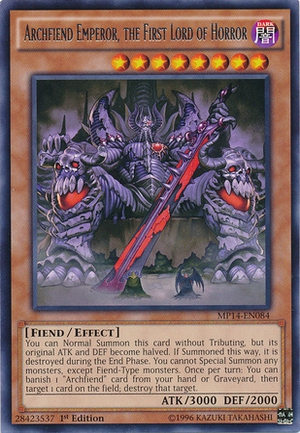 Archfiend Emperor, the First Lord of Horror
DARK
闇
MP14-EN084
[Fiend / Effect]
You can Normal Summon this card without Tributing, but its
original ATK and DEF become halved. If Summoned this way, it is
destroyed during the End Phase. You cannot Special Summon any
monsters, except Fiend-Type monsters. Once per turn: You can
banish 1 "Archfiend" card from your hand or Graveyard, then
target 1 card on the field; destroy that target.
ATK/3000 DEF/2000
28423537 1st Edition ©1996 KAZUKI TAKAHASHI